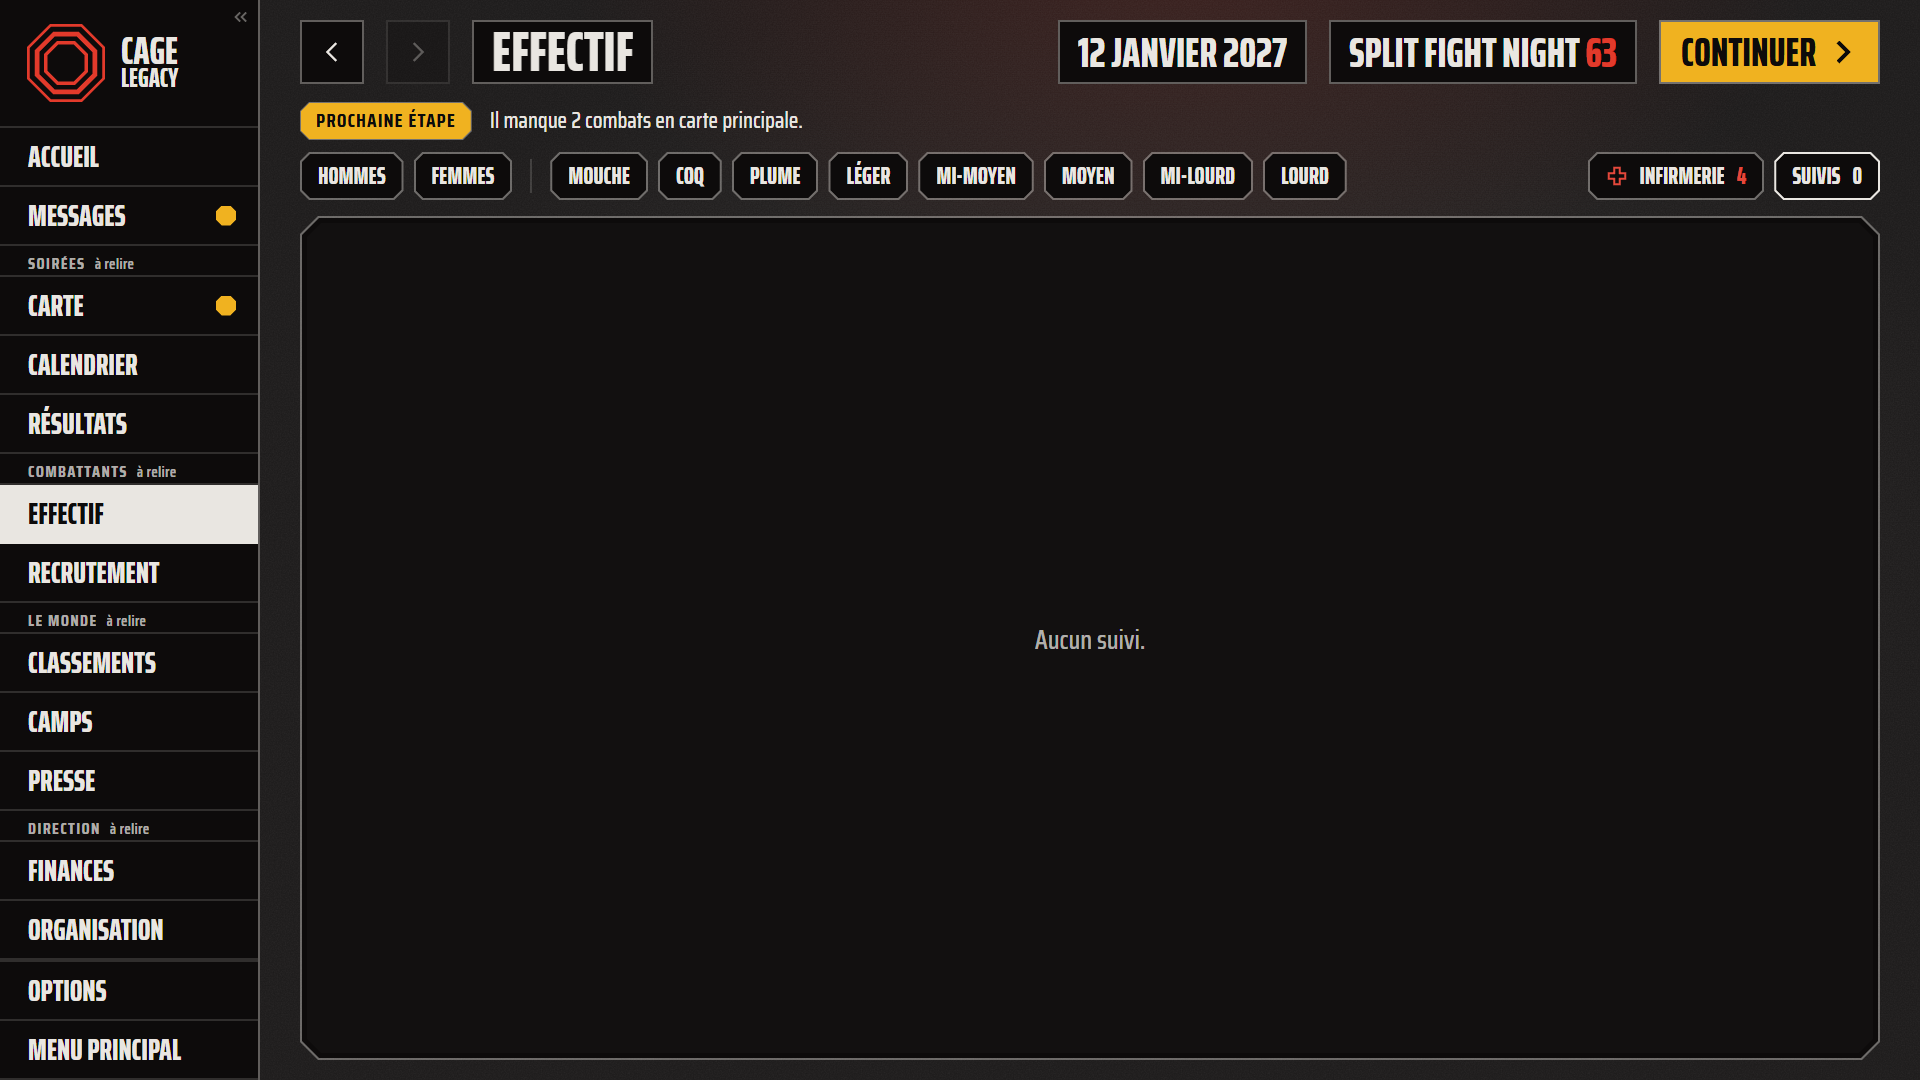 CAGE
LEGACY
ACCUEIL
MESSAGES
SOIRÉES à relire
CARTE
CALENDRIER
RÉSULTATS
COMBATTANTS à relire
EFFECTIF
RECRUTEMENT
LE MONDE à relire
CLASSEMENTS
CAMPS
PRESSE
DIRECTION à relire
FINANCES
ORGANISATION
OPTIONS
MENU PRINCIPAL
EFFECTIF
12 JANVIER 2027
SPLIT FIGHT NIGHT 63
CONTINUER
PROCHAINE ÉTAPE Il manque 2 combats en carte principale.
HOMMES FEMMES MOUCHE COQ PLUME LÉGER MI-MOYEN MOYEN MI-LOURD LOURD INFIRMERIE 4 SUIVIS 0
Aucun suivi.